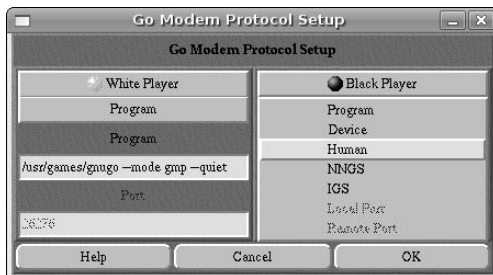 Go Modem Protocol Setup
Go Modem Protocol Setup
White Player
Program
Program
/usr/games/gnugo —mode gmp —quiet
Port
26276
Black Player
Program
Device
Human
NNGS
IGS
Local Port
Remote Port
Help
Cancel
OK